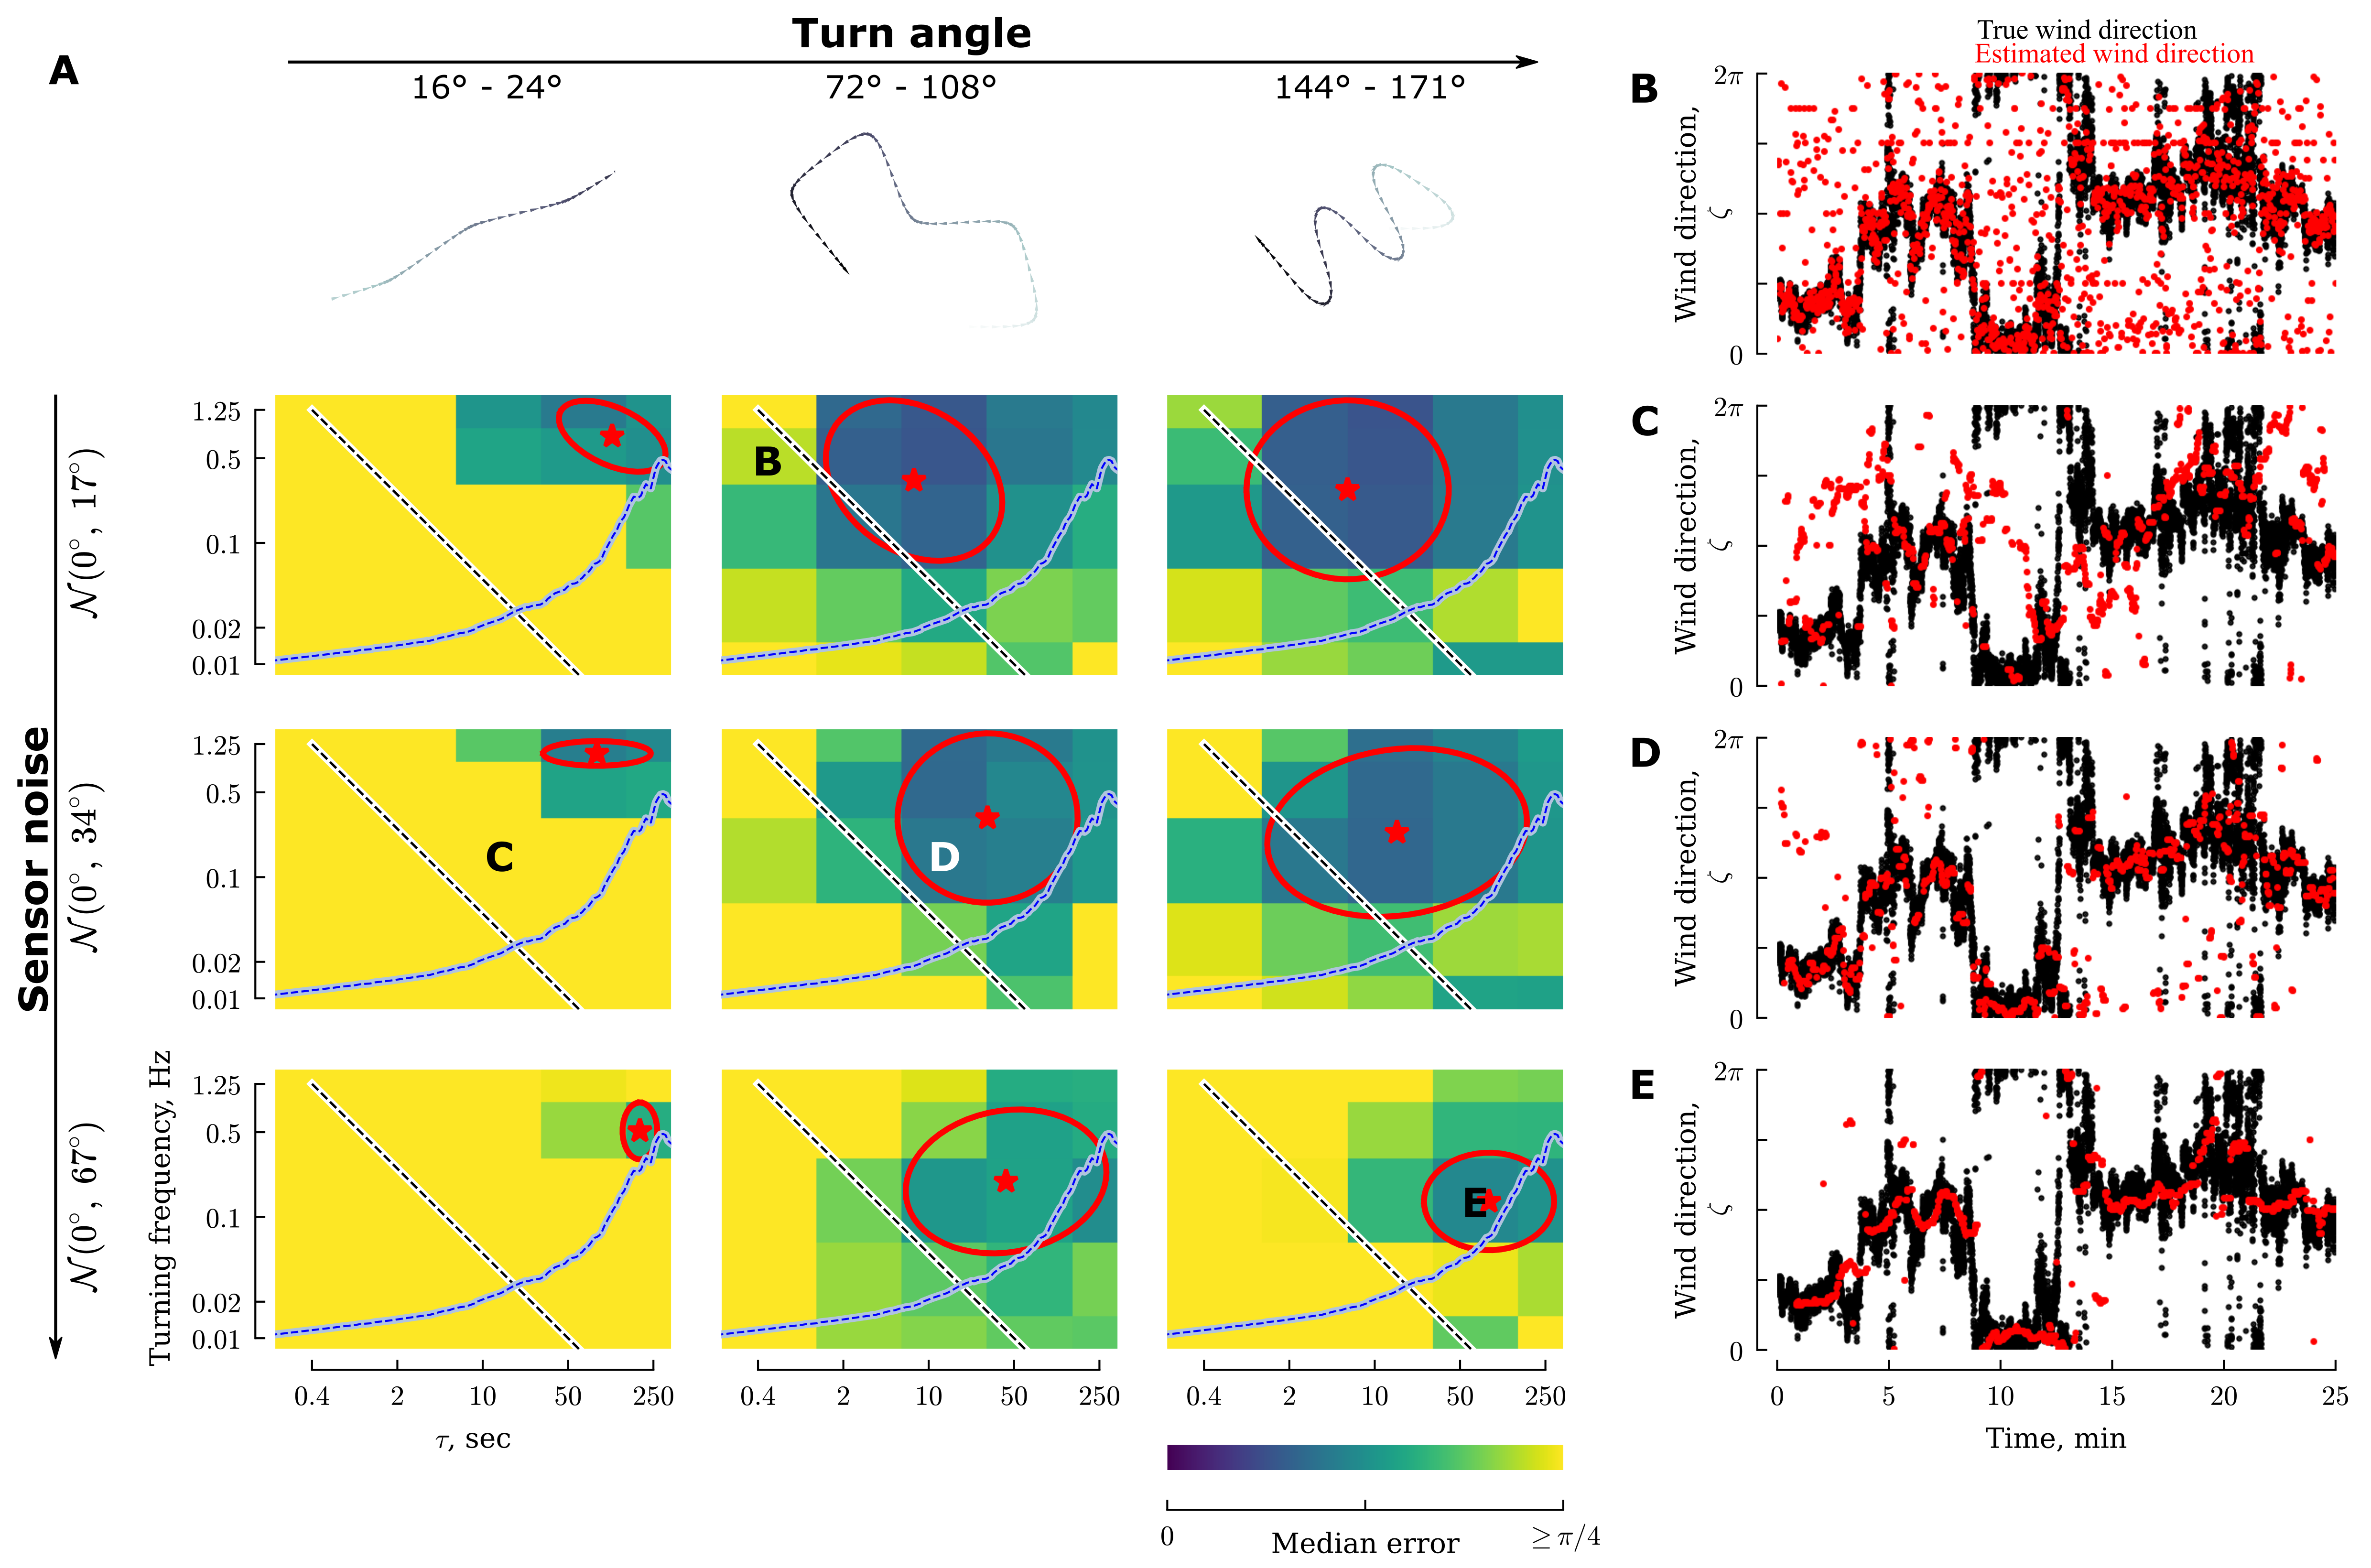 Turn angle
A
16° - 24°
72° - 108°
144° - 171°
Sensor noise
𝒩(0°, 17°)
1.25
0.5
0.1
0.02
0.01
B
𝒩(0°, 34°)
1.25
0.5
0.1
0.02
0.01
C
D
𝒩(0°, 67°)
Turning frequency, Hz
1.25
0.5
0.1
0.02
0.01
E
0.4 2 10 50 250
0.4 2 10 50 250
0.4 2 10 50 250
τ, sec
0 ≥ π/4
Median error
True wind direction
Estimated wind direction
B
Wind direction,
ζ
2π
0
C
Wind direction,
ζ
2π
0
D
Wind direction,
ζ
2π
0
E
Wind direction,
ζ
2π
0
0 5 10 15 20 25
Time, min